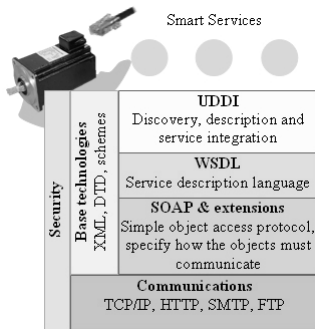 Smart Services
UDDI
Discovery, description and
service integration
WSDL
Service description language
SOAP & extensions
Simple object access protocol,
specify how the objects must
communicate
Security
Base technologies
XML, DTD, schemes
Communications
TCP/IP, HTTP, SMTP, FTP